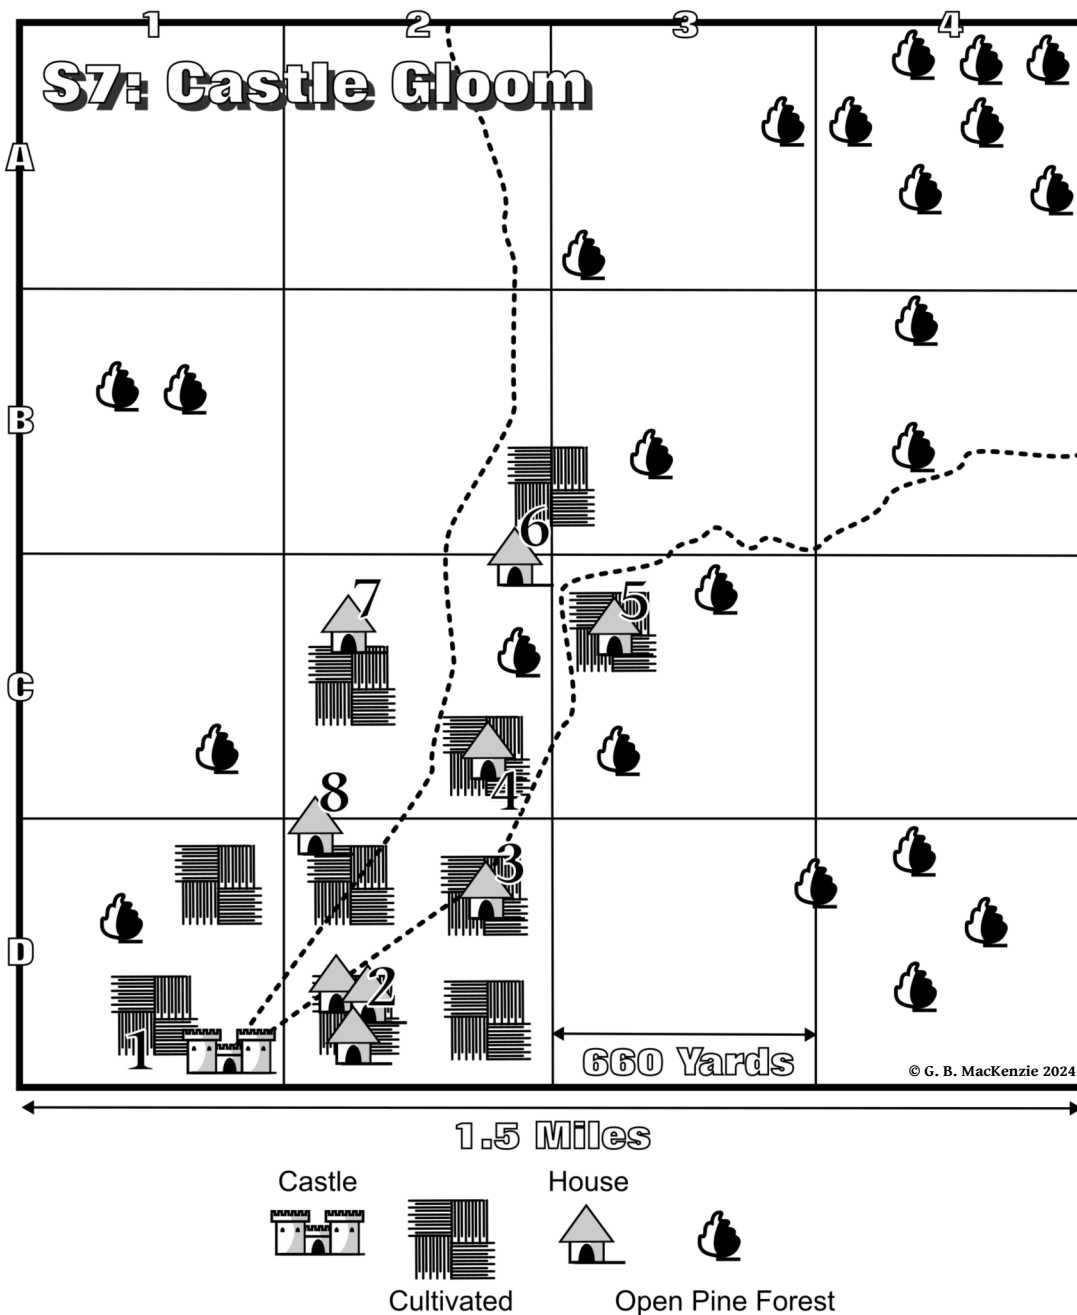 1 2 3 4
S7: Castle Gloom
A
B
6
7
5
C
4
8
3
D
2
1
660 Yards
© G. B. MacKenzie 2024
1.5 Miles
Castle
House
Cultivated
Open Pine Forest